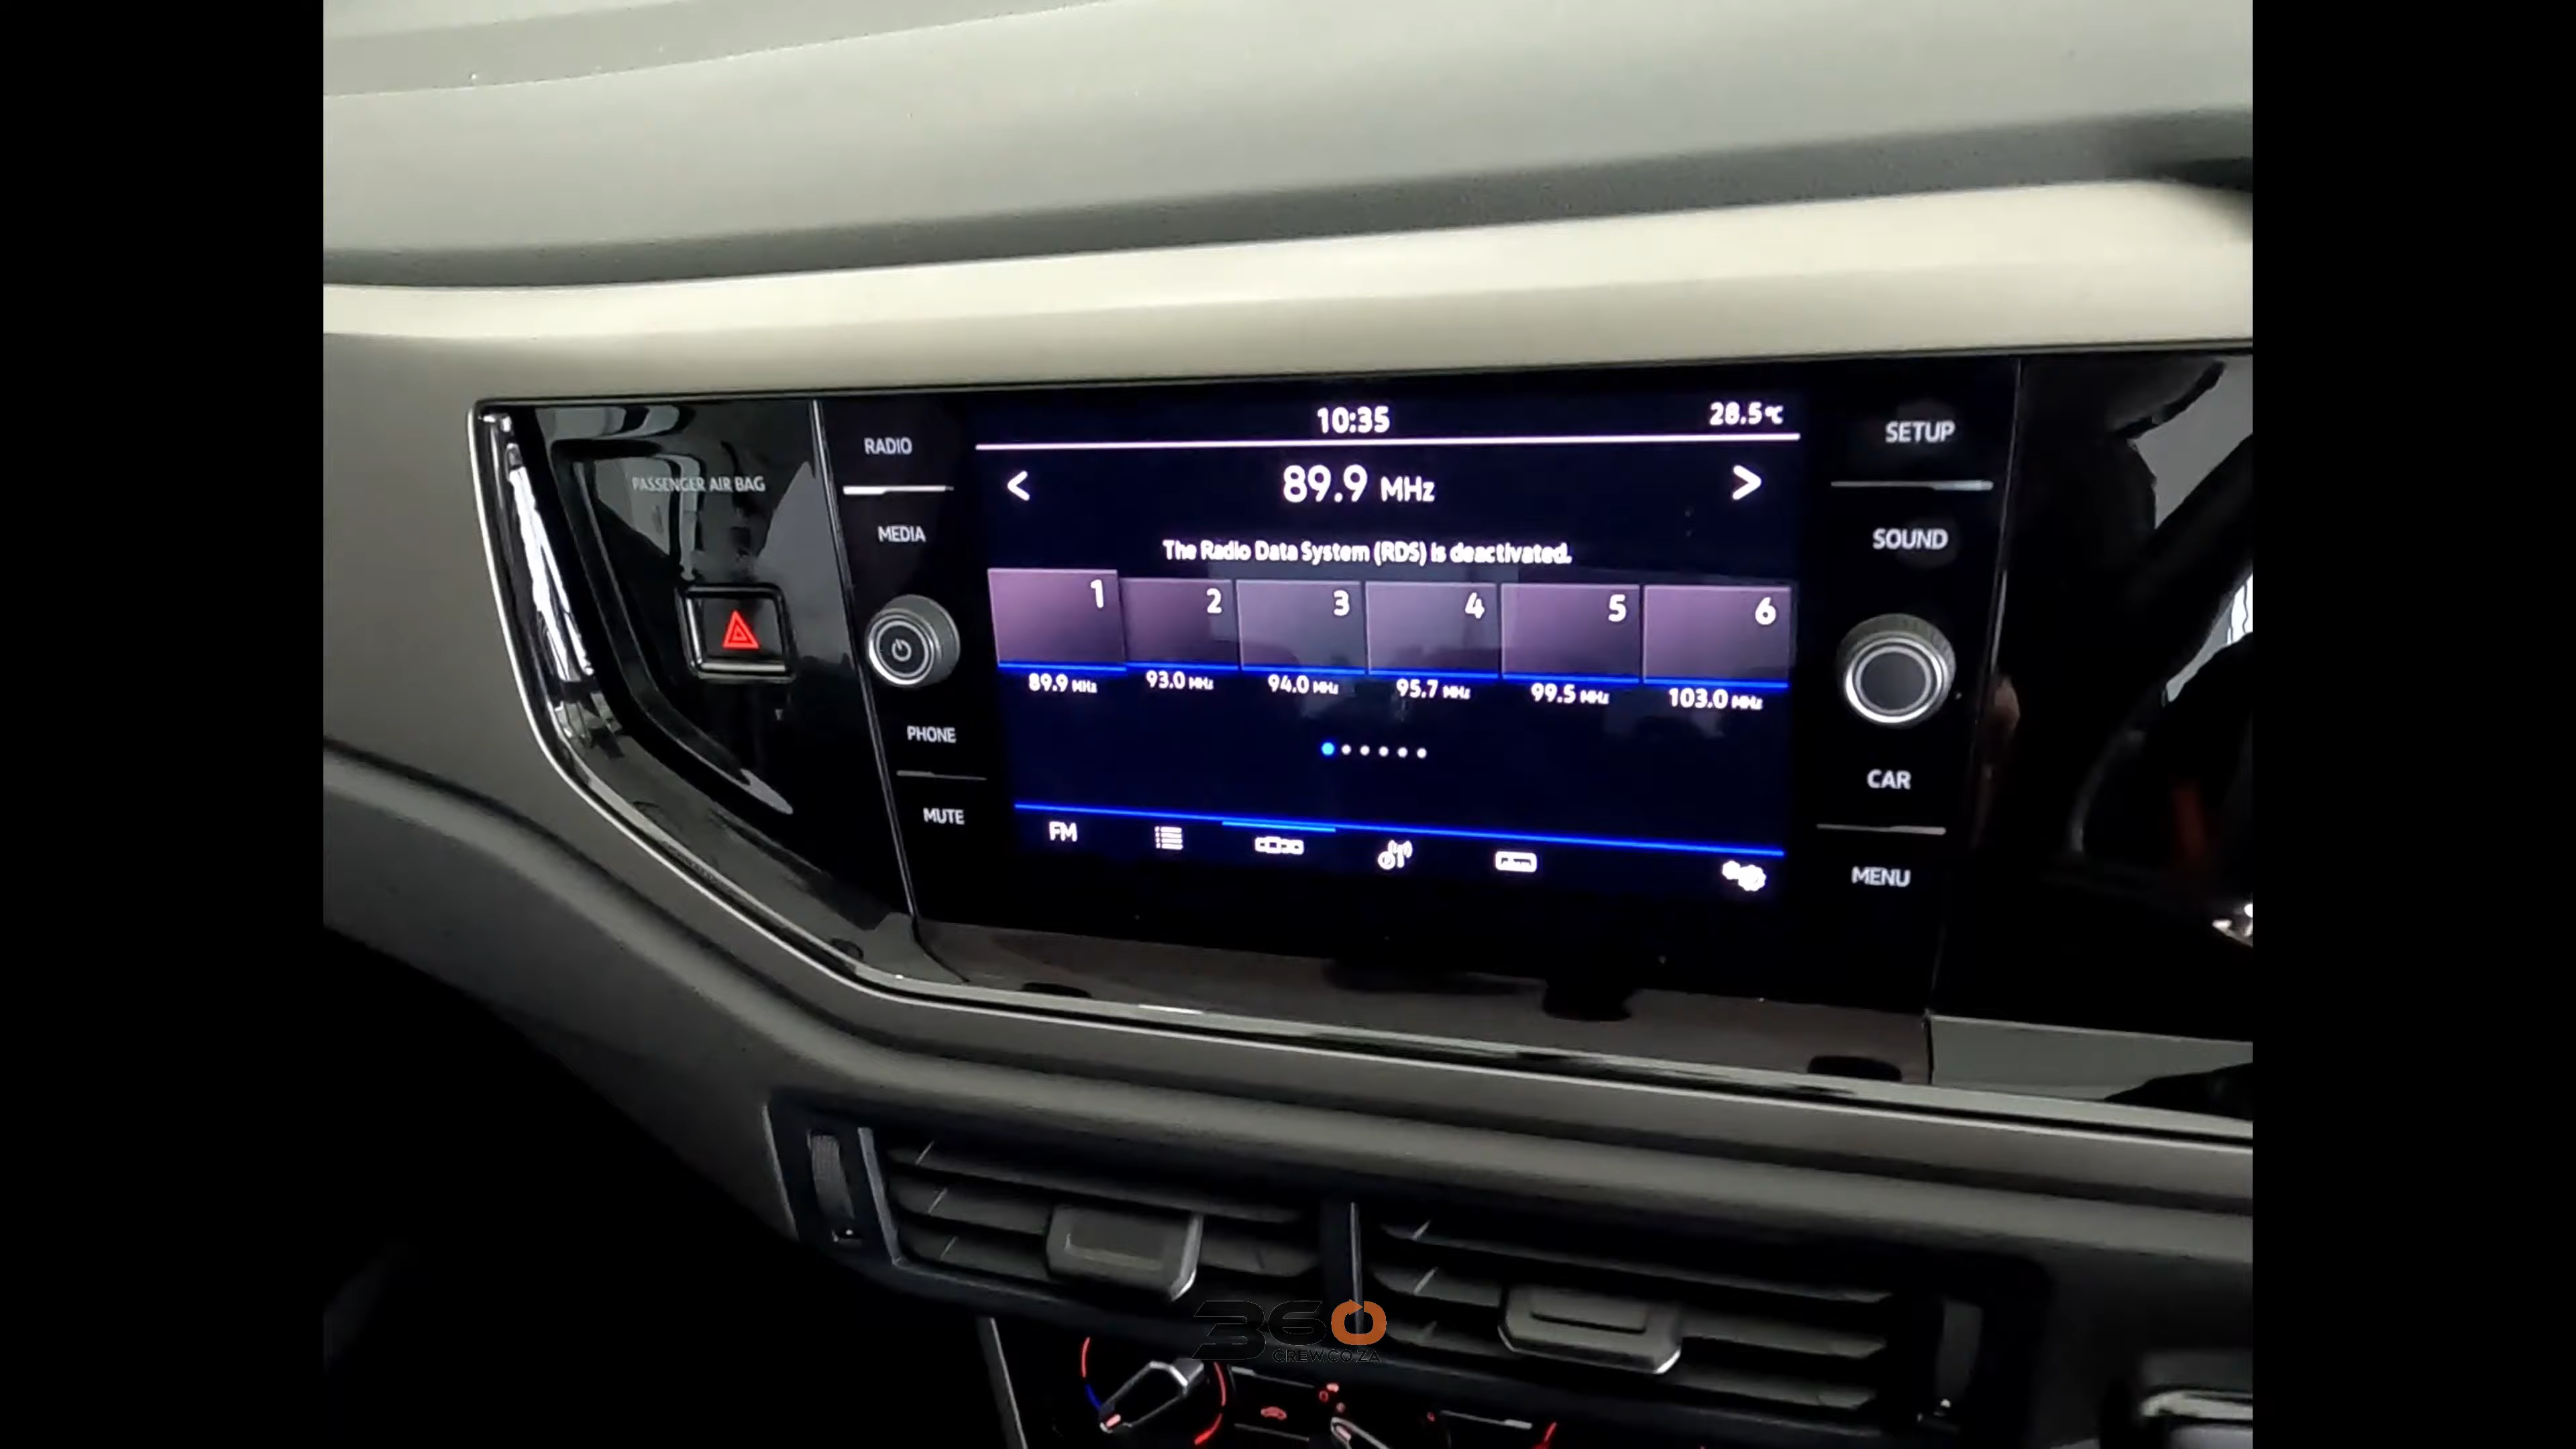 10:35
28.5°C
RADIO
SETUP
< 89.9 MHz >
PASSENGER AIR BAG
MEDIA
SOUND
The Radio Data System (RDS) is deactivated.
1 2 3 4 5 6
89.9 MHz 93.0 MHz 94.0 MHz 95.7 MHz 99.5 MHz 103.0 MHz
PHONE
CAR
MUTE
FM
MENU
360
CREW.CO.ZA